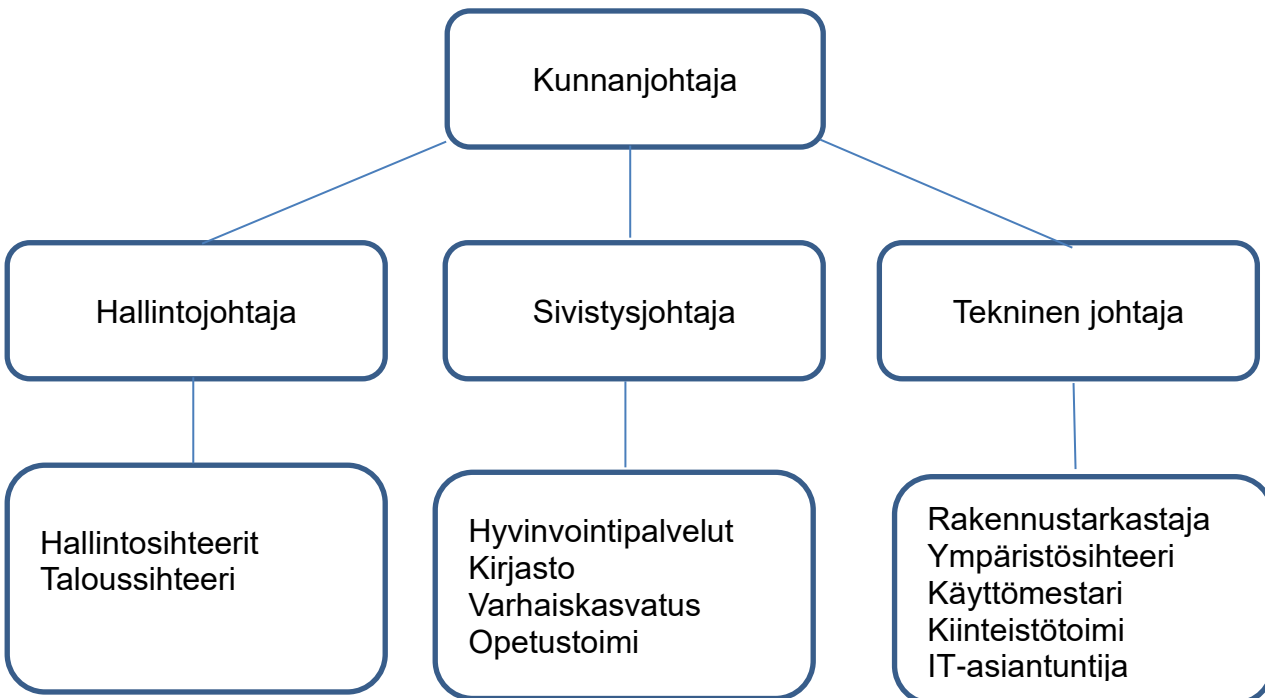 Kunnanjohtaja
Hallintojohtaja
Sivistysjohtaja
Tekninen johtaja
Hallintosihteerit
Taloussihteeri
Hyvinvointipalvelut
Kirjasto
Varhaiskasvatus
Opetustoimi
Rakennustarkastaja
Ympäristösihteeri
Käyttömestari
Kiinteistötoimi
IT-asiantuntija